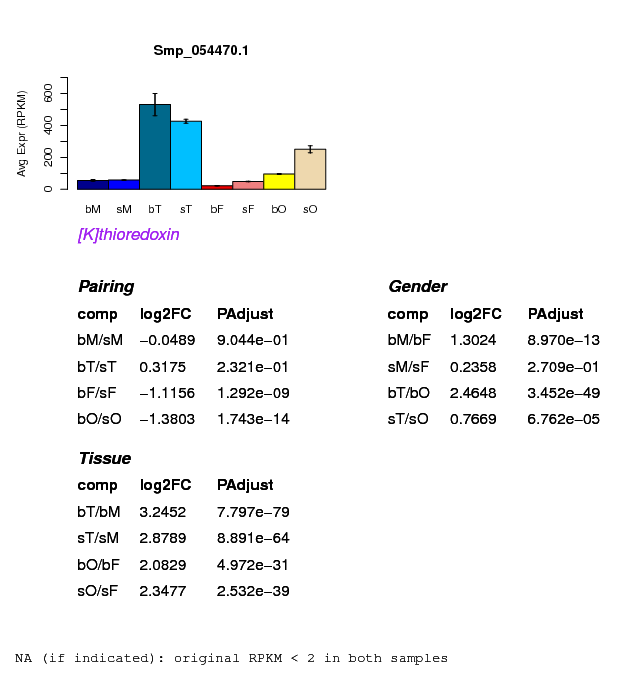 Smp_054470.1
Avg Expr (RPKM)
0 200 400 600
bM sM bT sT bF sF bO sO
[K]thioredoxin
Pairing
comp log2FC PAdjust
bM/sM −0.0489 9.044e−01
bT/sT 0.3175 2.321e−01
bF/sF −1.1156 1.292e−09
bO/sO −1.3803 1.743e−14
Gender
comp log2FC PAdjust
bM/bF 1.3024 8.970e−13
sM/sF 0.2358 2.709e−01
bT/bO 2.4648 3.452e−49
sT/sO 0.7669 6.762e−05
Tissue
comp log2FC PAdjust
bT/bM 3.2452 7.797e−79
sT/sM 2.8789 8.891e−64
bO/bF 2.0829 4.972e−31
sO/sF 2.3477 2.532e−39
NA (if indicated): original RPKM < 2 in both samples